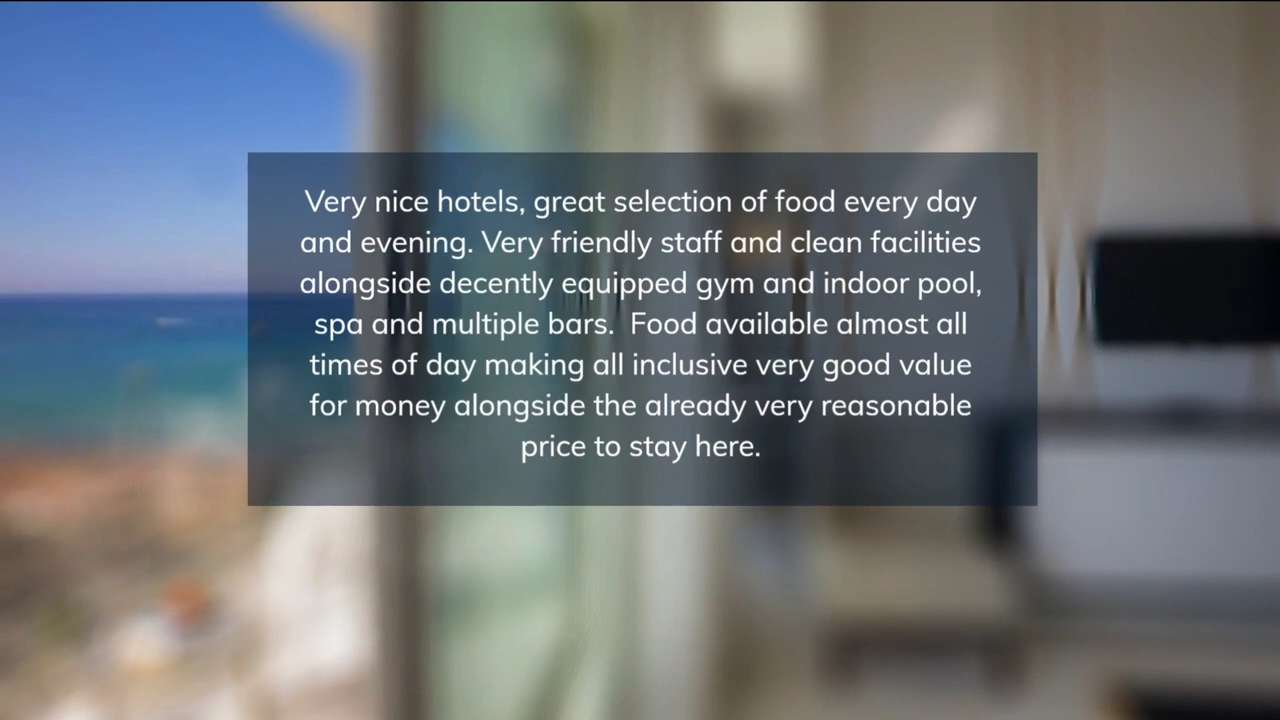 Very nice hotels, great selection of food every day
and evening. Very friendly staff and clean facilities
alongside decently equipped gym and indoor pool,
spa and multiple bars.  Food available almost all
times of day making all inclusive very good value
for money alongside the already very reasonable
price to stay here.